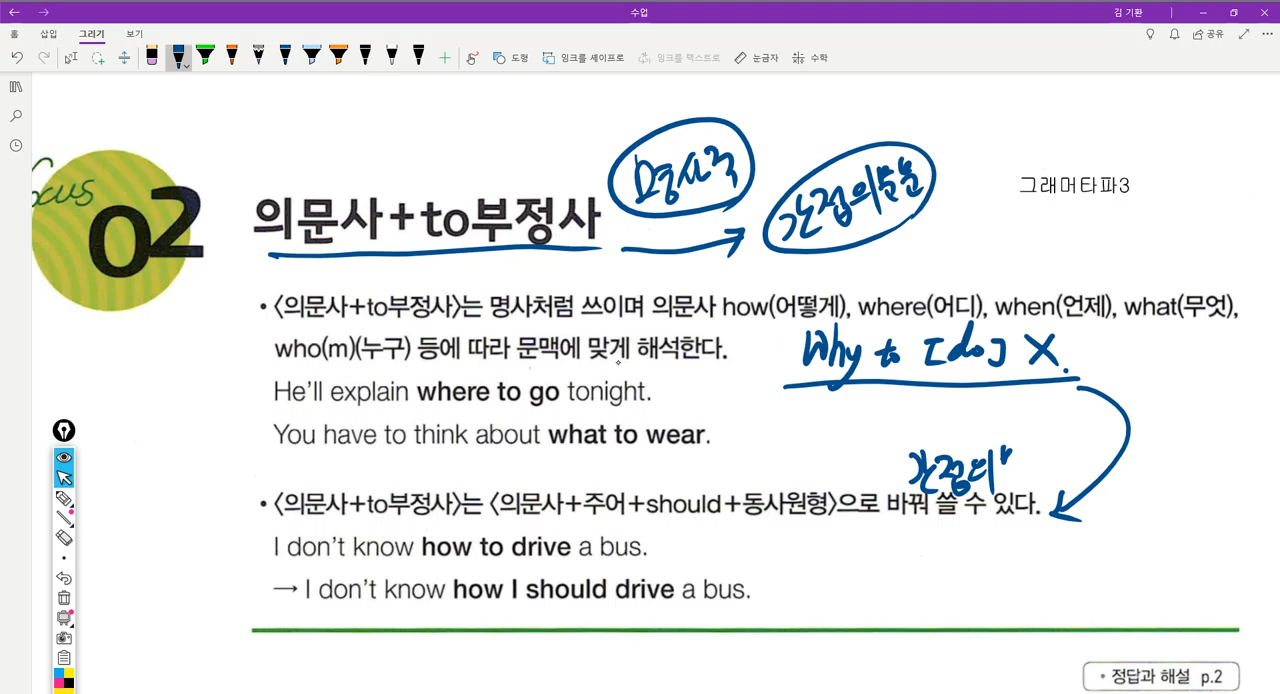 수업
김 기환
홈 삽입 그리기 보기
공유
도형 잉크를 셰이프로 잉크를 텍스트로 눈금자 수학
focus
02
의문사+to부정사
명사구
간접의문문
그래머타파3
• 〈의문사+to부정사〉는 명사처럼 쓰이며 의문사 how(어떻게), where(어디), when(언제), what(무엇),
who(m)(누구) 등에 따라 문맥에 맞게 해석한다.
Why to [do] X.
He'll explain where to go tonight.
You have to think about what to wear.
간접의
• 〈의문사+to부정사〉는 〈의문사+주어+should+동사원형〉으로 바꿔 쓸 수 있다.
I don't know how to drive a bus.
→ I don't know how I should drive a bus.
• 정답과 해설 p.2